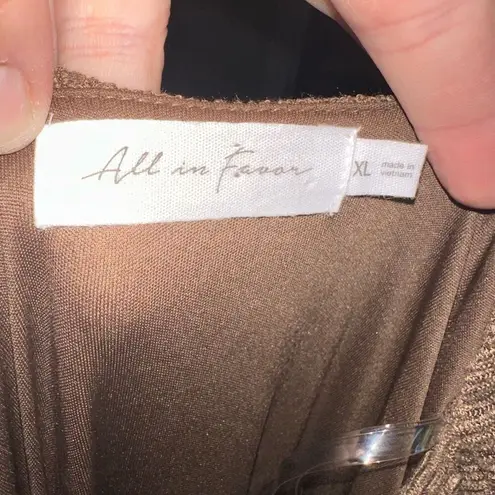 All in Favor
XL
made in
vietnam